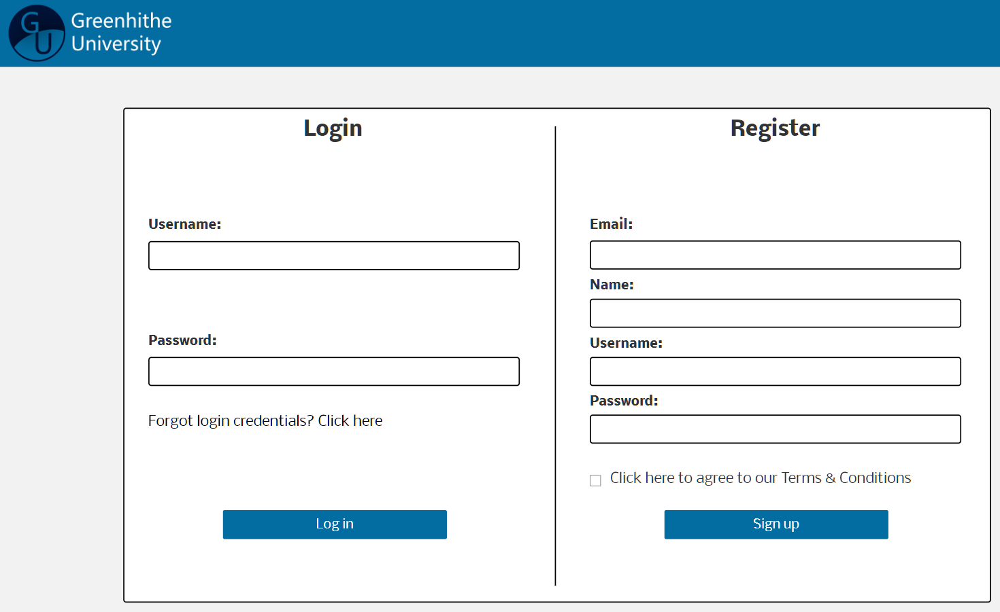 GU
Greenhithe
University
Login
Username:
Password:
Forgot login credentials? Click here
Log in
Register
Email:
Name:
Username:
Password:
Click here to agree to our Terms & Conditions
Sign up